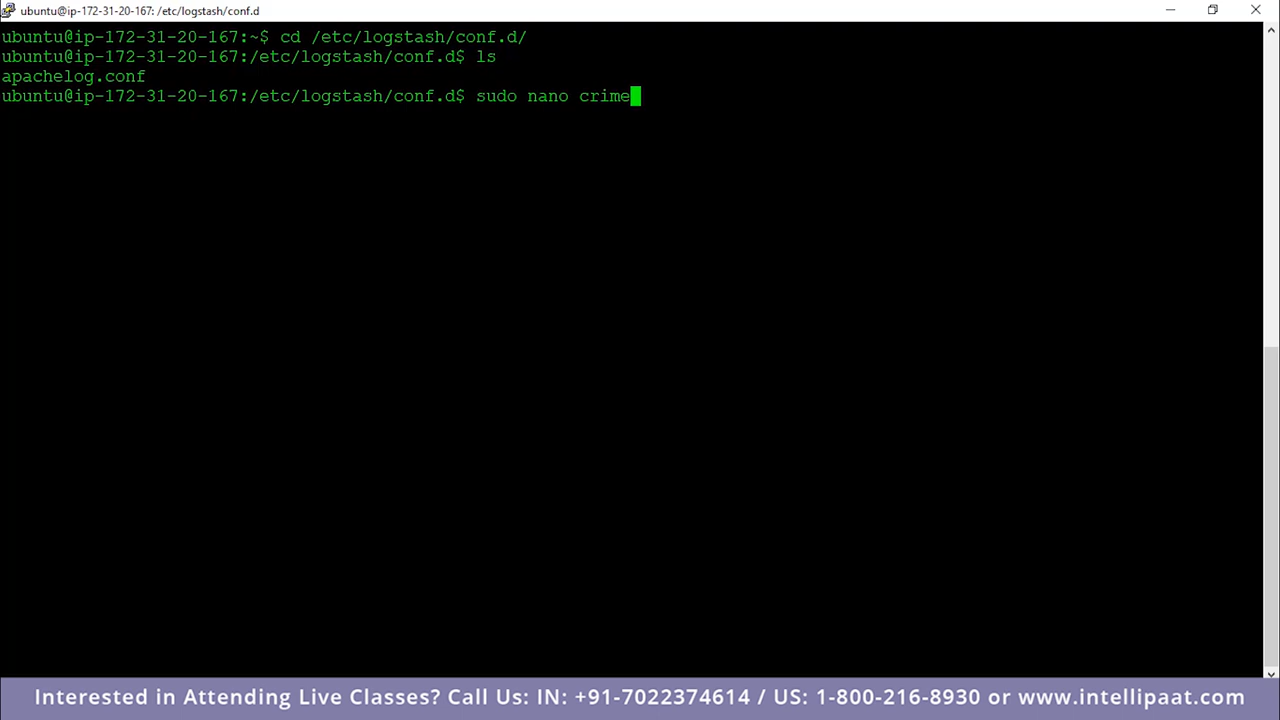 ubuntu@ip-172-31-20-167: /etc/logstash/conf.d
ubuntu@ip-172-31-20-167:~$ cd /etc/logstash/conf.d/
ubuntu@ip-172-31-20-167:/etc/logstash/conf.d$ ls
apachelog.conf
ubuntu@ip-172-31-20-167:/etc/logstash/conf.d$ sudo nano crime
Interested in Attending Live Classes? Call Us: IN: +91-7022374614 / US: 1-800-216-8930 or www.intellipaat.com